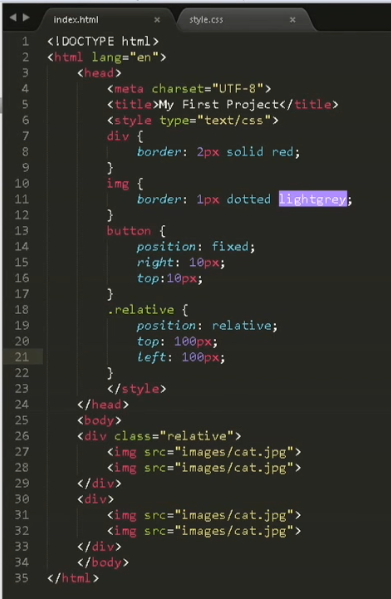 index.html × style.css ×
1 <!DOCTYPE html>
2 <html lang="en">
3 <head>
4 <meta charset="UTF-8">
5 <title>My First Project</title>
6 <style type="text/css">
7 div {
8 border: 2px solid red;
9 }
10 img {
11 border: 1px dotted lightgrey;
12 }
13 button {
14 position: fixed;
15 right: 10px;
16 top:10px;
17 }
18 .relative {
19 position: relative;
20 top: 100px;
21 left: 100px;
22 }
23 </style>
24 </head>
25 <body>
26 <div class="relative">
27 <img src="images/cat.jpg">
28 <img src="images/cat.jpg">
29 </div>
30 <div>
31 <img src="images/cat.jpg">
32 <img src="images/cat.jpg">
33 </div>
34 </body>
35 </html>